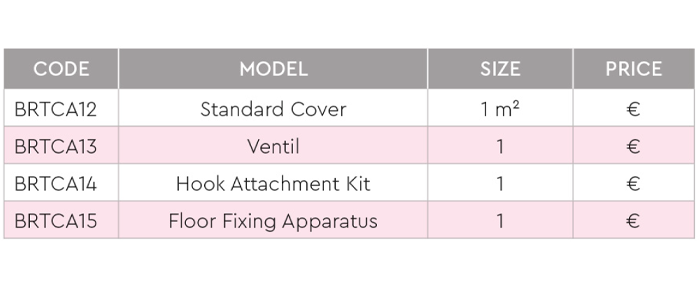 CODE MODEL SIZE PRICE
BRTCA12 Standard Cover 1 m² €
BRTCA13 Ventil 1 €
BRTCA14 Hook Attachment Kit 1 €
BRTCA15 Floor Fixing Apparatus 1 €